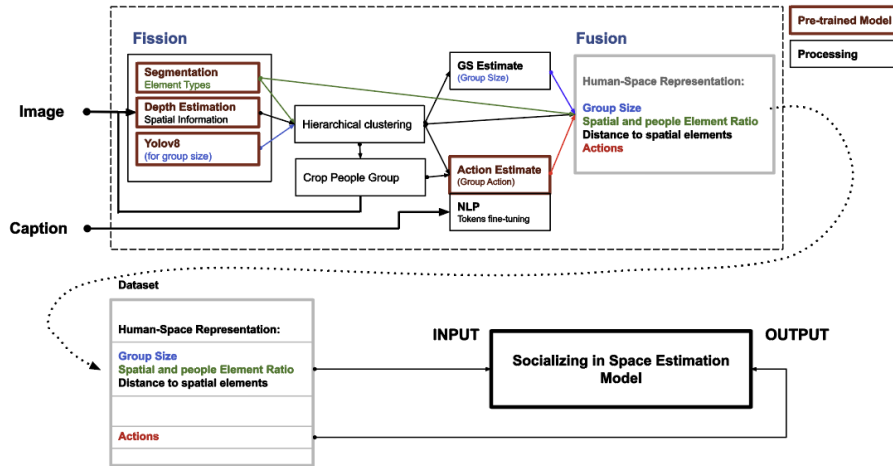 Fission
Fusion
Pre-trained Model
Processing
Segmentation
Element Types
GS Estimate
(Group Size)
Human-Space Representation:
Image
Depth Estimation
Spatial Information
Hierarchical clustering
Group Size
Spatial and people Element Ratio
Distance to spatial elements
Actions
Yolov8
(for group size)
Crop People Group
Action Estimate
(Group Action)
NLP
Tokens fine-tuning
Caption
Dataset
Human-Space Representation:
Group Size
Spatial and people Element Ratio
Distance to spatial elements
Actions
INPUT
OUTPUT
Socializing in Space Estimation
Model